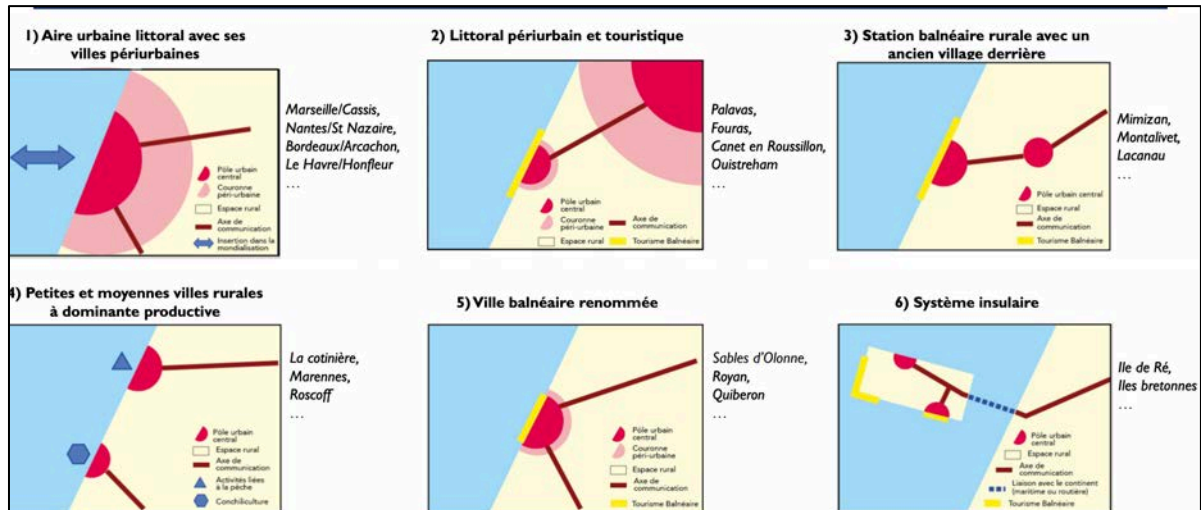 1) Aire urbaine littoral avec ses
villes périurbaines
Marseille/Cassis,
Nantes/St Nazaire,
Bordeaux/Arcachon,
Le Havre/Honfleur
...
Pôle urbain
central
Couronne
péri-urbaine
Espace rural
Axe de
communication
Insertion dans la
mondialisation
2) Littoral périurbain et touristique
Palavas,
Fouras,
Canet en Roussillon,
Ouistreham
...
Pôle urbain
central
Couronne
péri-urbaine
Espace rural
Axe de
communication
Tourisme Balnéaire
3) Station balnéaire rurale avec un
ancien village derrière
Mimizan,
Montalivet,
Lacanau
...
Pôle urbain central
Espace rural
Axe de
communication
Tourisme Balnéaire
4) Petites et moyennes villes rurales
à dominante productive
La cotinière,
Marennes,
Roscoff
...
Pôle urbain
central
Espace rural
Axe de
communication
Activités liées
à la pêche
Conchiliculture
5) Ville balnéaire renommée
Sables d'Olonne,
Royan,
Quiberon
...
Pôle urbain
central
Couronne
péri-urbaine
Espace rural
Axe de
communication
Tourisme Balnéaire
6) Système insulaire
Ile de Ré,
Iles bretonnes
...
Pôle urbain
central
Espace rural
Axe de
communication
Liaison avec le continent
(maritime ou routière)
Tourisme Balnéaire